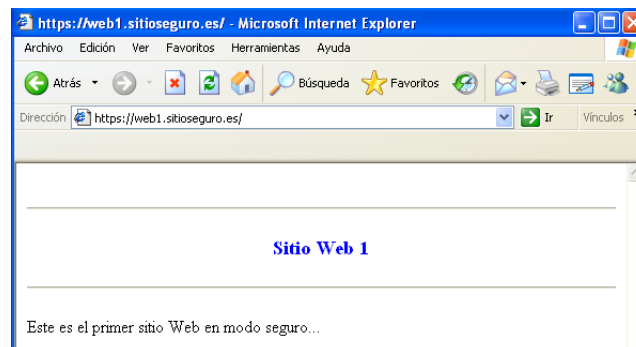 https://web1.sitioseguro.es/ - Microsoft Internet Explorer
Archivo Edición Ver Favoritos Herramientas Ayuda
Atrás Búsqueda Favoritos
Dirección https://web1.sitioseguro.es/ Ir Vínculos »
Sitio Web 1
Este es el primer sitio Web en modo seguro...